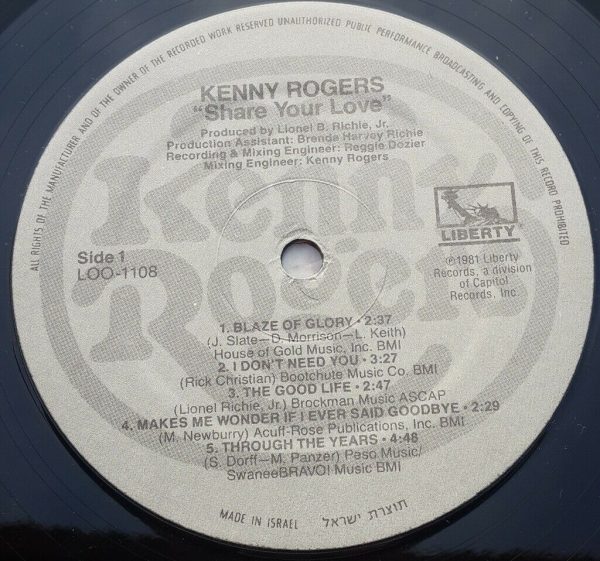 ALL RIGHTS OF THE MANUFACTURER AND OF THE OWNER OF THE RECORDED WORK RESERVED UNAUTHORIZED PUBLIC PERFORMANCE BROADCASTING AND COPYING OF THIS RECORD PROHIBITED
Kenny
Rogers
KENNY ROGERS
"Share Your Love"
Produced by Lionel B. Richie, Jr.
Production Assistant: Brenda Harvey Richie
Recording & Mixing Engineer: Reggie Dozier
Mixing Engineer: Kenny Rogers
LIBERTY
Side 1
LOO-1108
℗1981 Liberty
Records, a division
of Capitol
Records, Inc.
1. BLAZE OF GLORY • 2:37
(J. Slate—D. Morrison—L. Keith)
House of Gold Music, Inc. BMI
2. I DON'T NEED YOU • 3:27
(Rick Christian) Bootchute Music Co. BMI
3. THE GOOD LIFE • 2:47
(Lionel Richie, Jr.) Brockman Music ASCAP
4. MAKES ME WONDER IF I EVER SAID GOODBYE • 2:29
(M. Newburry) Acuff-Rose Publications, Inc. BMI
5. THROUGH THE YEARS • 4:48
(S. Dorff—M. Panzer) Peso Music/
SwaneeBRAVO! Music BMI
MADE IN ISRAEL תוצרת ישראל